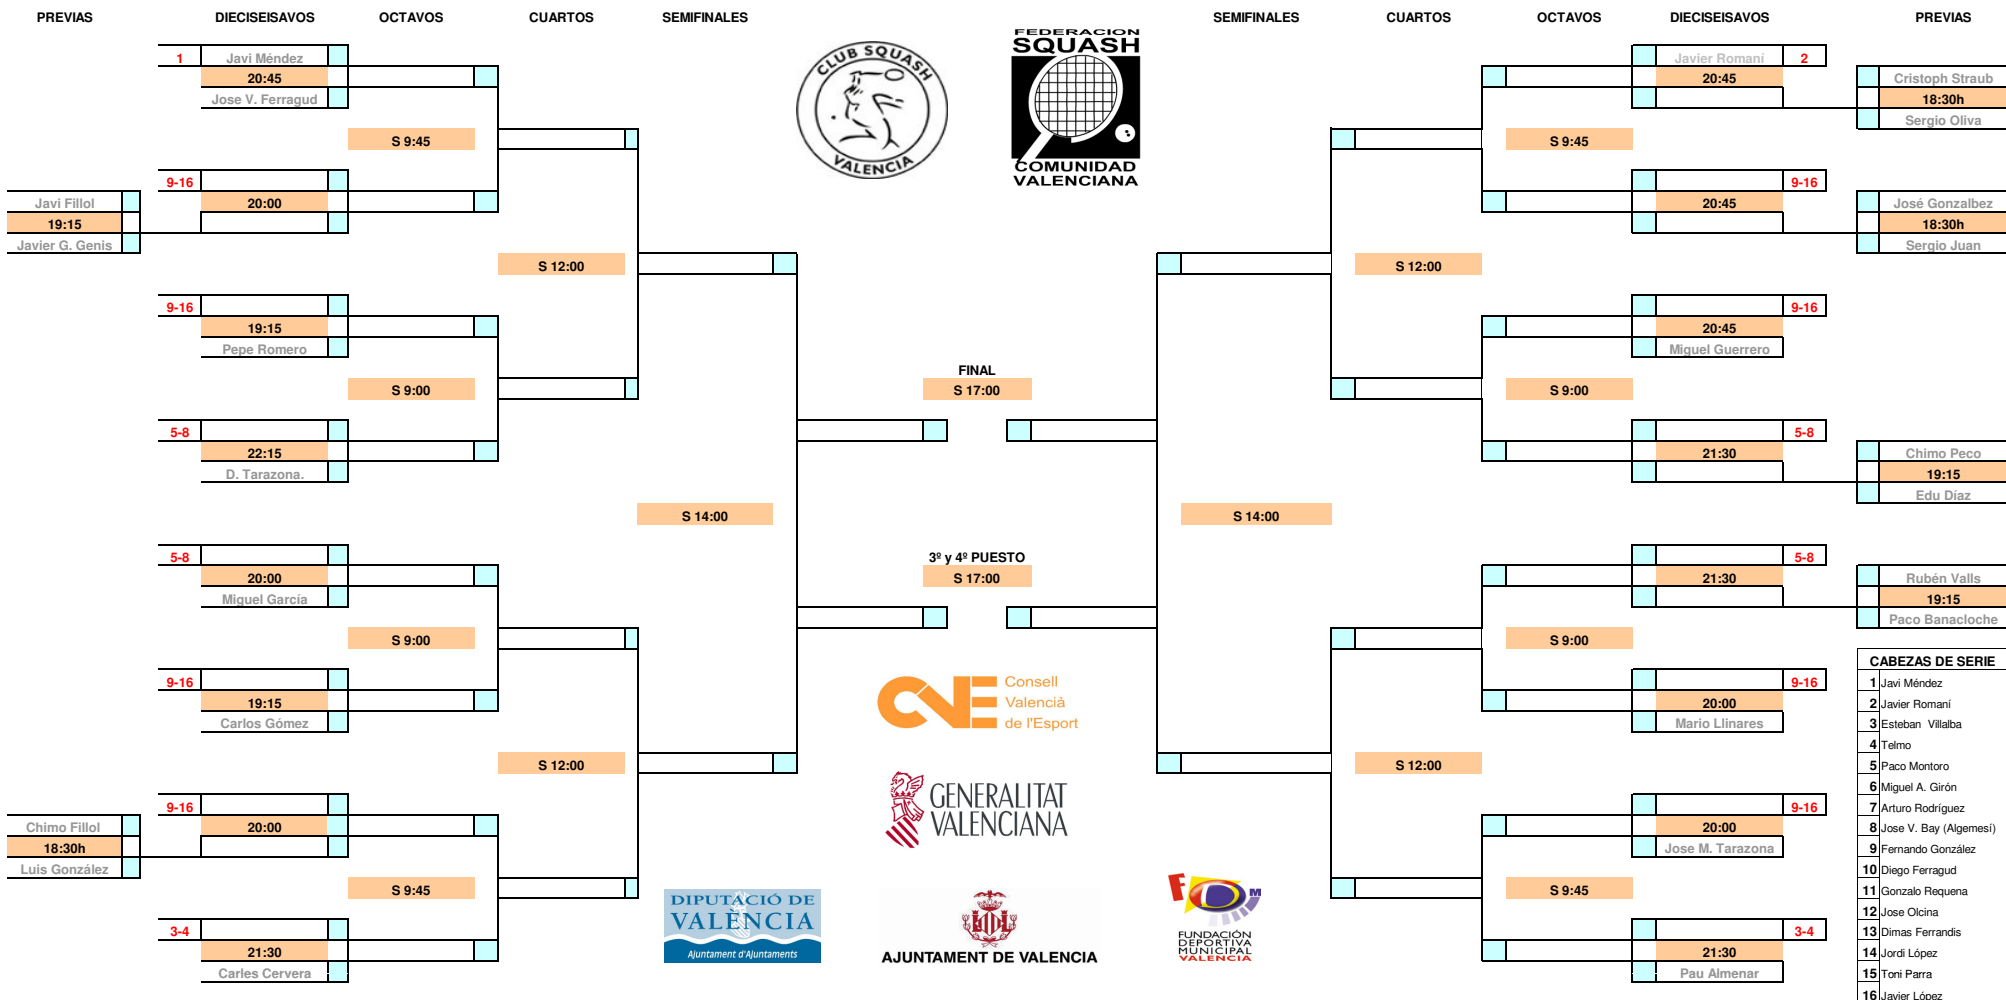 PREVIAS DIECISEISAVOS OCTAVOS CUARTOS SEMIFINALES SEMIFINALES CUARTOS OCTAVOS DIECISEISAVOS PREVIAS
1 Javi Méndez
20:45
Jose V. Ferragud
S 9:45
9-16
20:00
Javi Fillol
19:15
Javier G. Genis
S 12:00
9-16
19:15
Pepe Romero
S 9:00
5-8
22:15
D. Tarazona.
S 14:00
5-8
20:00
Miguel García
S 9:00
9-16
19:15
Carlos Gómez
S 12:00
9-16
20:00
Chimo Fillol
18:30h
Luis González
S 9:45
3-4
21:30
Carles Cervera
CLUB SQUASH
VALENCIA
FEDERACION
SQUASH
COMUNIDAD
VALENCIANA
FINAL
S 17:00
3º y 4º PUESTO
S 17:00
CVE
Consell
Valencià
de l'Esport
GENERALITAT
VALENCIANA
DIPUTACIÓ DE
VALÈNCIA
Ajuntament d'Ajuntaments
AJUNTAMENT DE VALENCIA
FDM
FUNDACIÓN
DEPORTIVA
MUNICIPAL
VALENCIA
Javier Romaní 2
20:45
Cristoph Straub
18:30h
Sergio Oliva
S 9:45
9-16
20:45
José Gonzalbez
18:30h
Sergio Juan
S 12:00
9-16
20:45
Miguel Guerrero
S 9:00
5-8
21:30
Chimo Peco
19:15
Edu Díaz
S 14:00
5-8
21:30
Rubén Valls
19:15
Paco Banacloche
S 9:00
9-16
20:00
Mario Llinares
S 12:00
9-16
20:00
Jose M. Tarazona
S 9:45
3-4
21:30
Pau Almenar
CABEZAS DE SERIE
1 Javi Méndez
2 Javier Romaní
3 Esteban Villalba
4 Telmo
5 Paco Montoro
6 Miguel A. Girón
7 Arturo Rodríguez
8 Jose V. Bay (Algemesí)
9 Fernando González
10 Diego Ferragud
11 Gonzalo Requena
12 Jose Olcina
13 Dimas Ferrandis
14 Jordi López
15 Toni Parra
16 Javier López